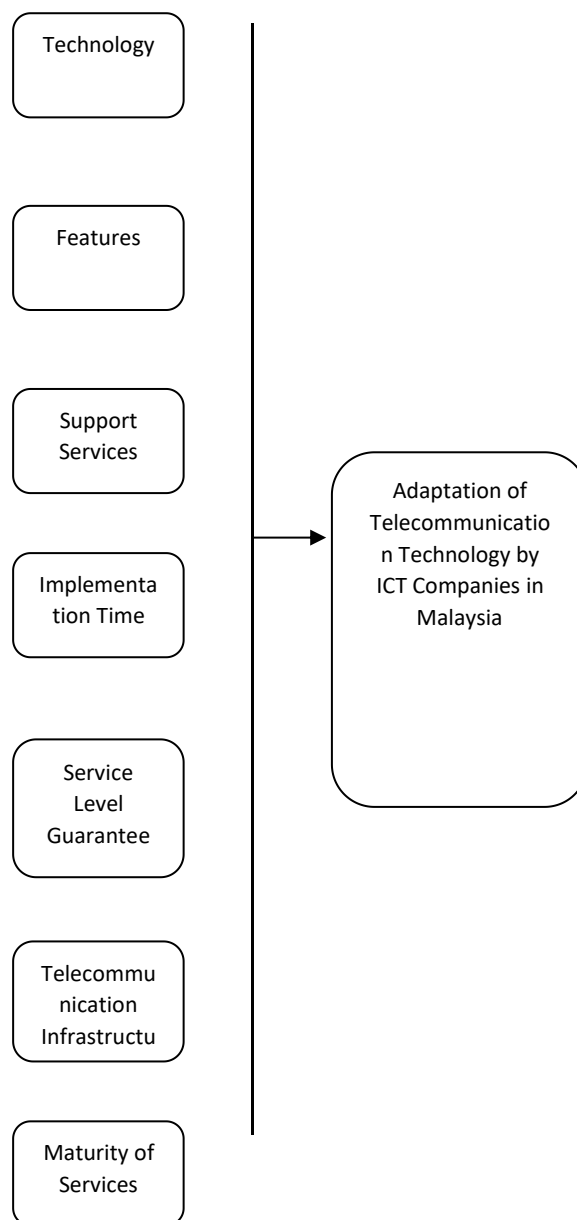 Technology
Features
Support
Services
Implementa
tion Time
Service
Level
Guarantee
Telecommu
nication
Infrastructu
Maturity of
Services
Adaptation of
Telecommunicatio
n Technology by
ICT Companies in
Malaysia